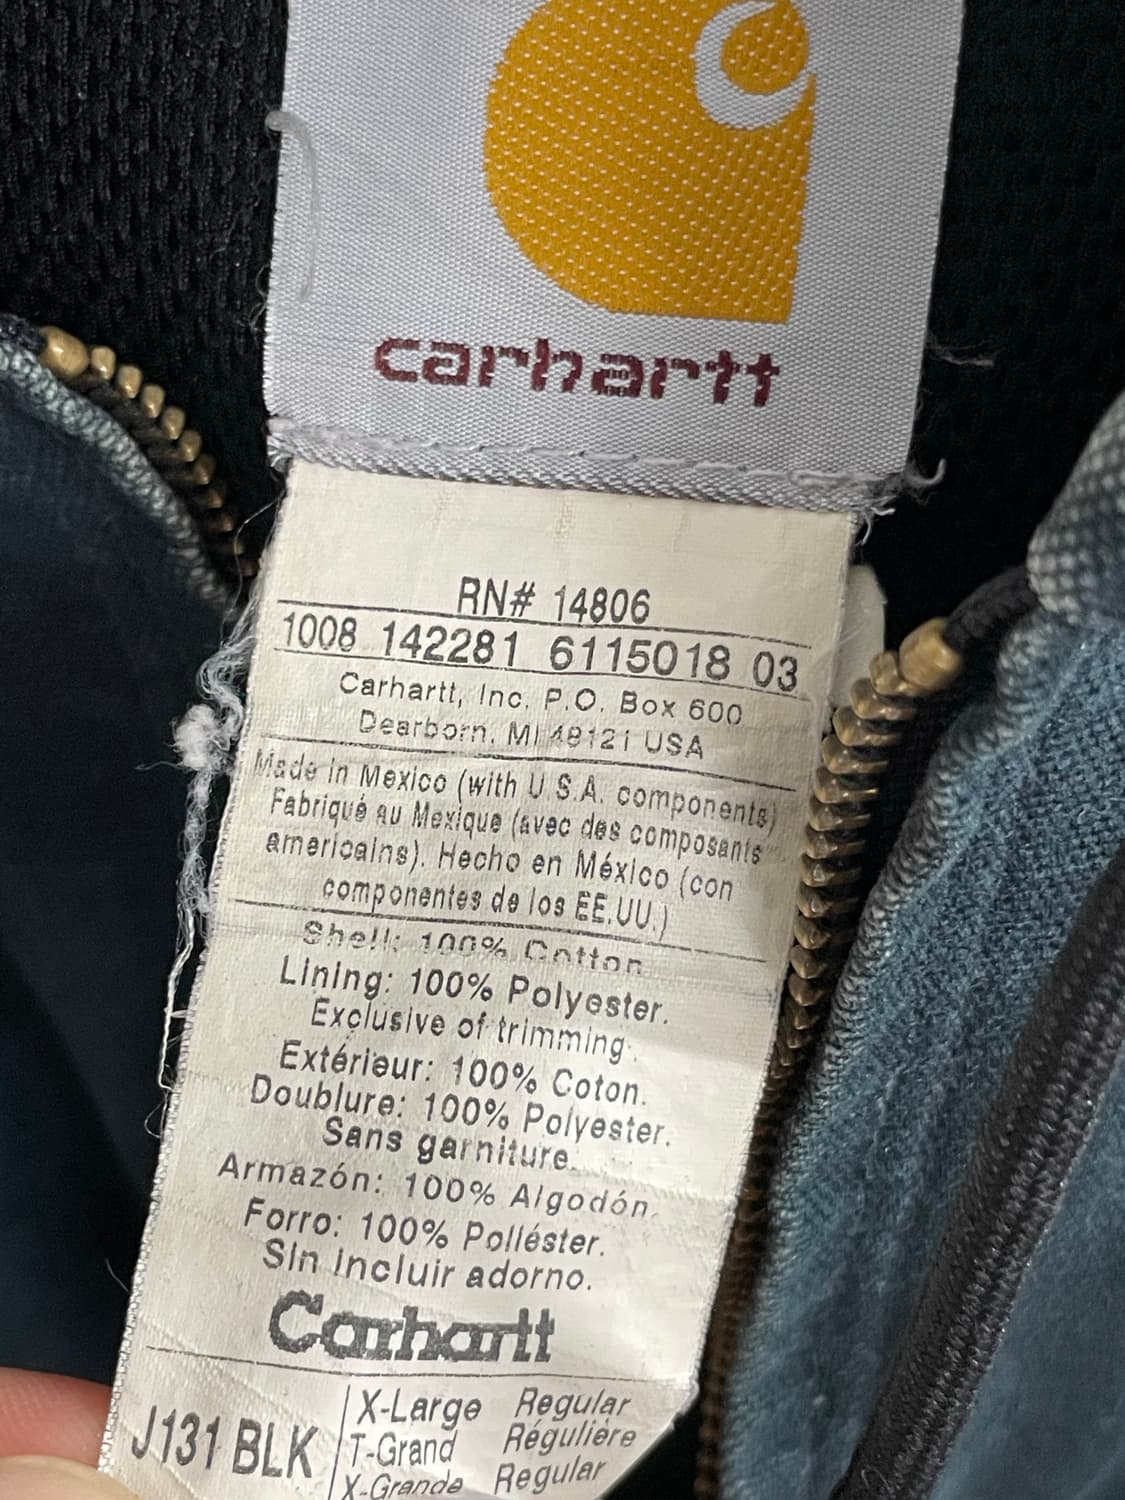 carhartt
RN# 14806
1008 142281 6115018 03
Carhartt, Inc. P.O. Box 600
Dearborn, MI 48121 USA
Made in Mexico (with U.S.A. components)
Fabriqué au Mexique (avec des composants
americains). Hecho en México (con
componentes de los EE.UU.)
Shell: 100% Cotton
Lining: 100% Polyester.
Exclusive of trimming.
Extérieur: 100% Coton.
Doublure: 100% Polyester.
Sans garniture.
Armazón: 100% Algodón.
Forro: 100% Poliéster.
Sin incluir adorno.
Carhartt
J131 BLK
X-Large Regular
T-Grand Régulière
X-Grande Regular